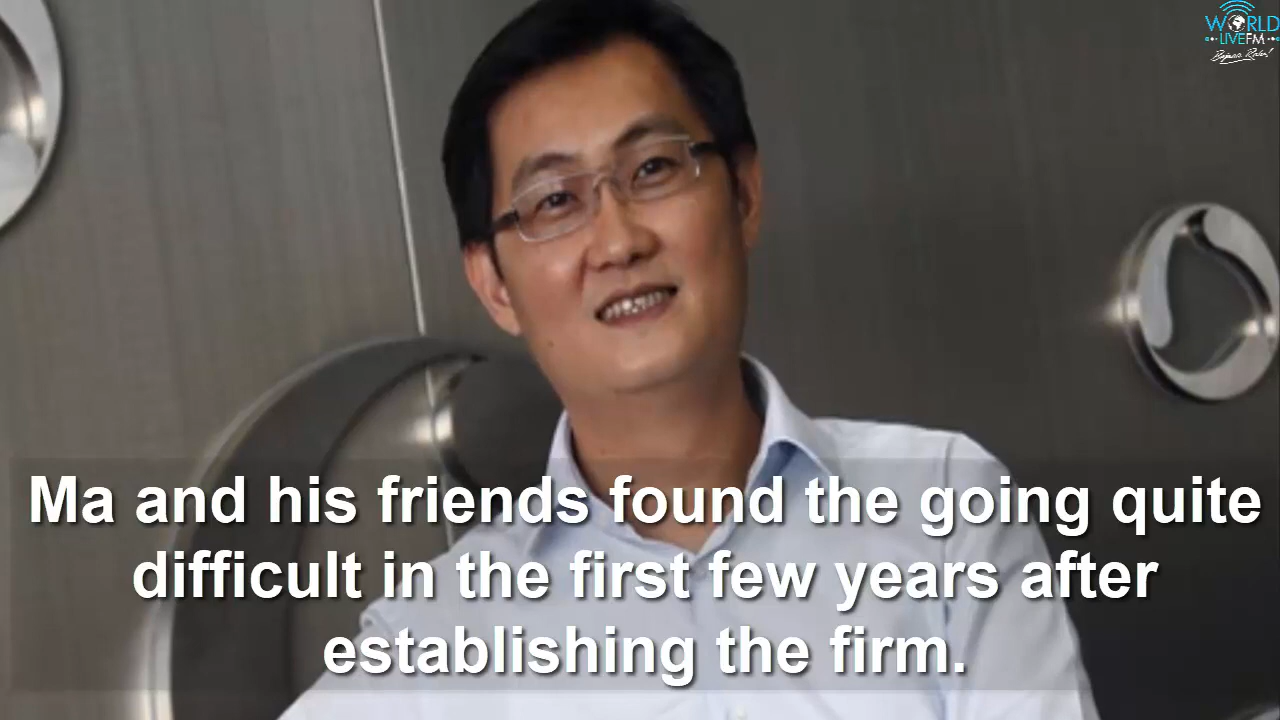 WORLD
LIVEFM
Ma and his friends found the going quite
difficult in the first few years after
establishing the firm.